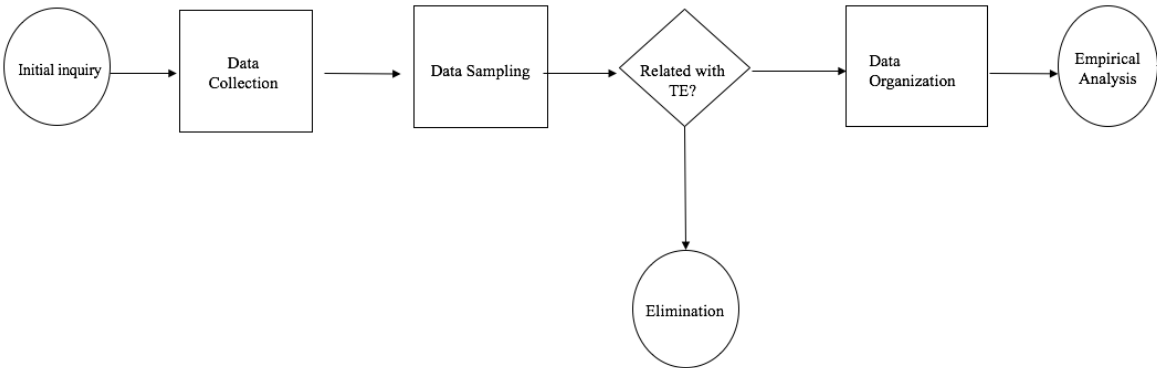 Initial inquiry
Data
Collection
Data Sampling
Related with
TE?
Data
Organization
Empirical
Analysis
Elimination